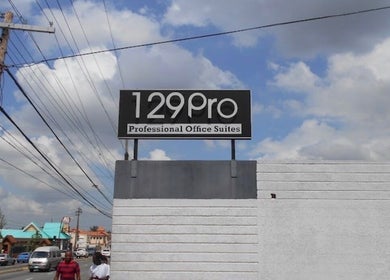 129Pro
Professional Office Suites